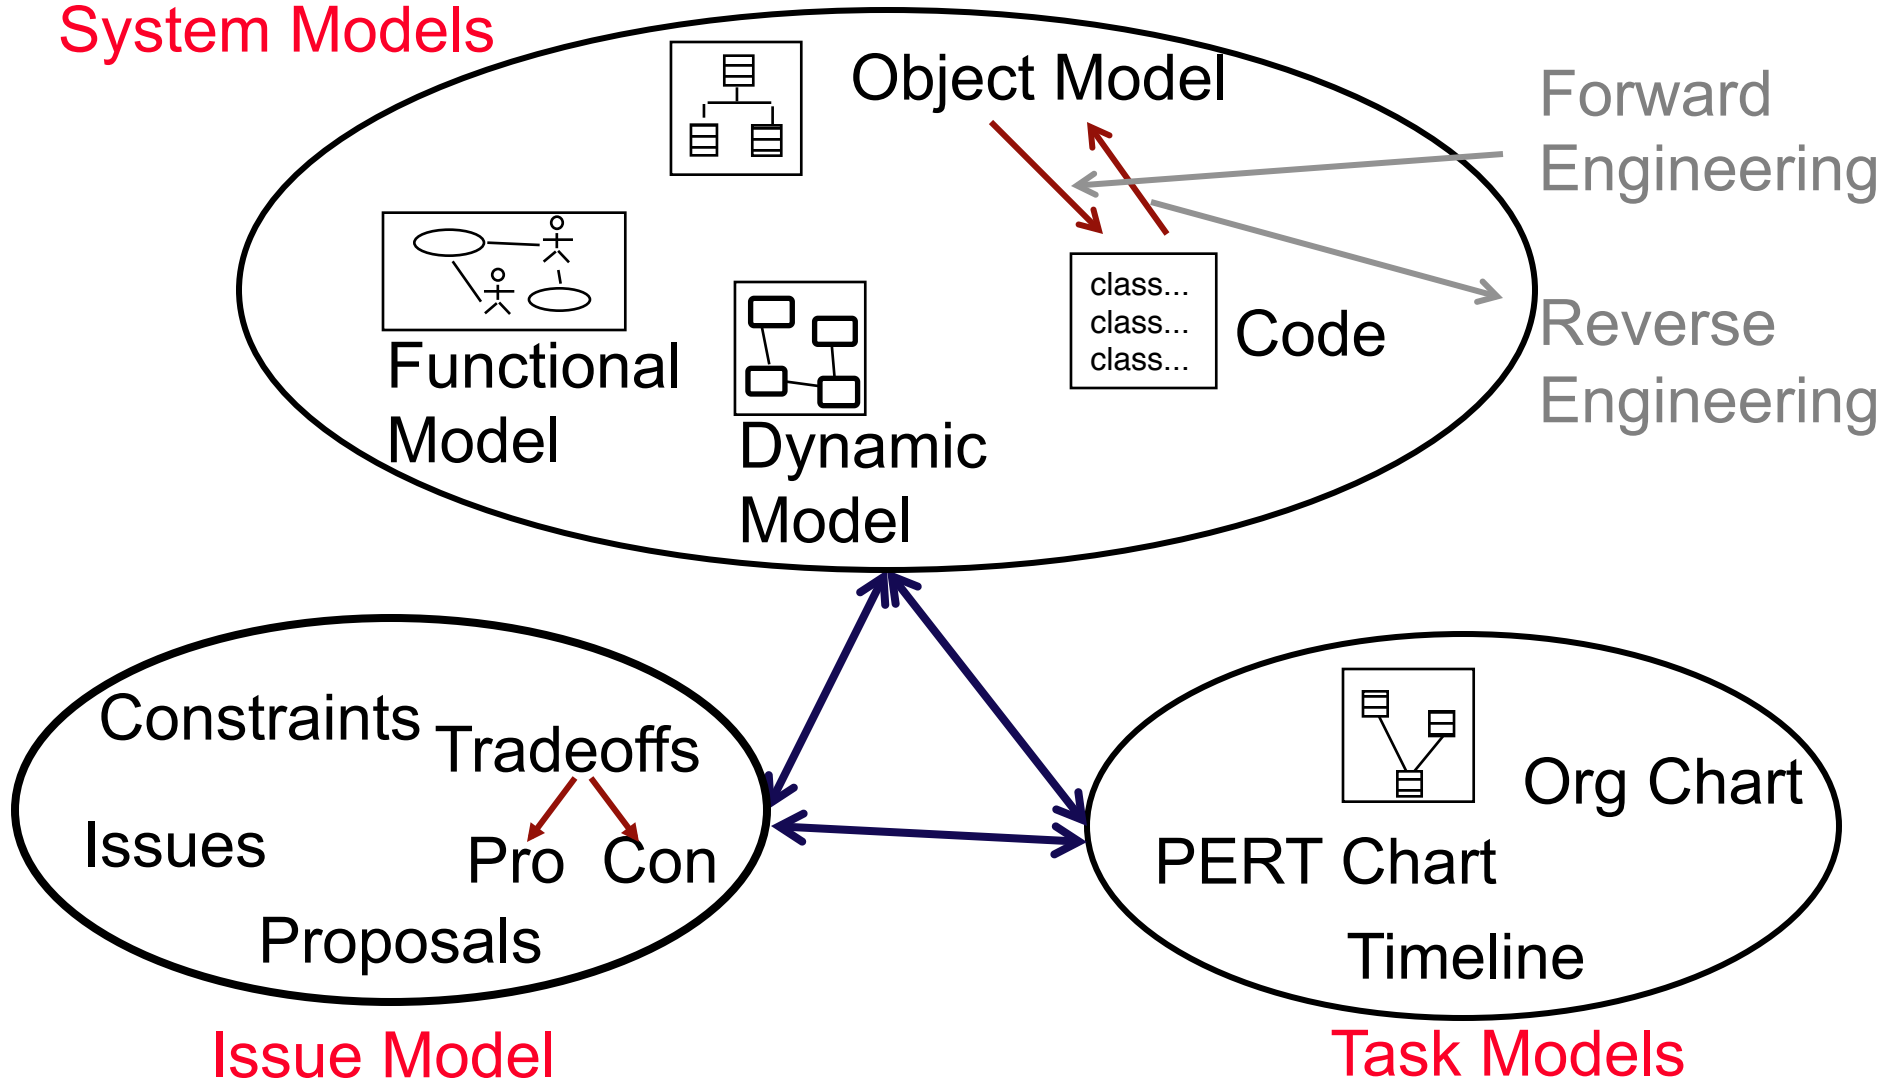 System Models
Object Model
Forward
Engineering
class...
class...
class...
Code
Reverse
Engineering
Functional
Model
Dynamic
Model
Constraints
Tradeoffs
Issues
Pro Con
Proposals
Issue Model
Org Chart
PERT Chart
Timeline
Task Models